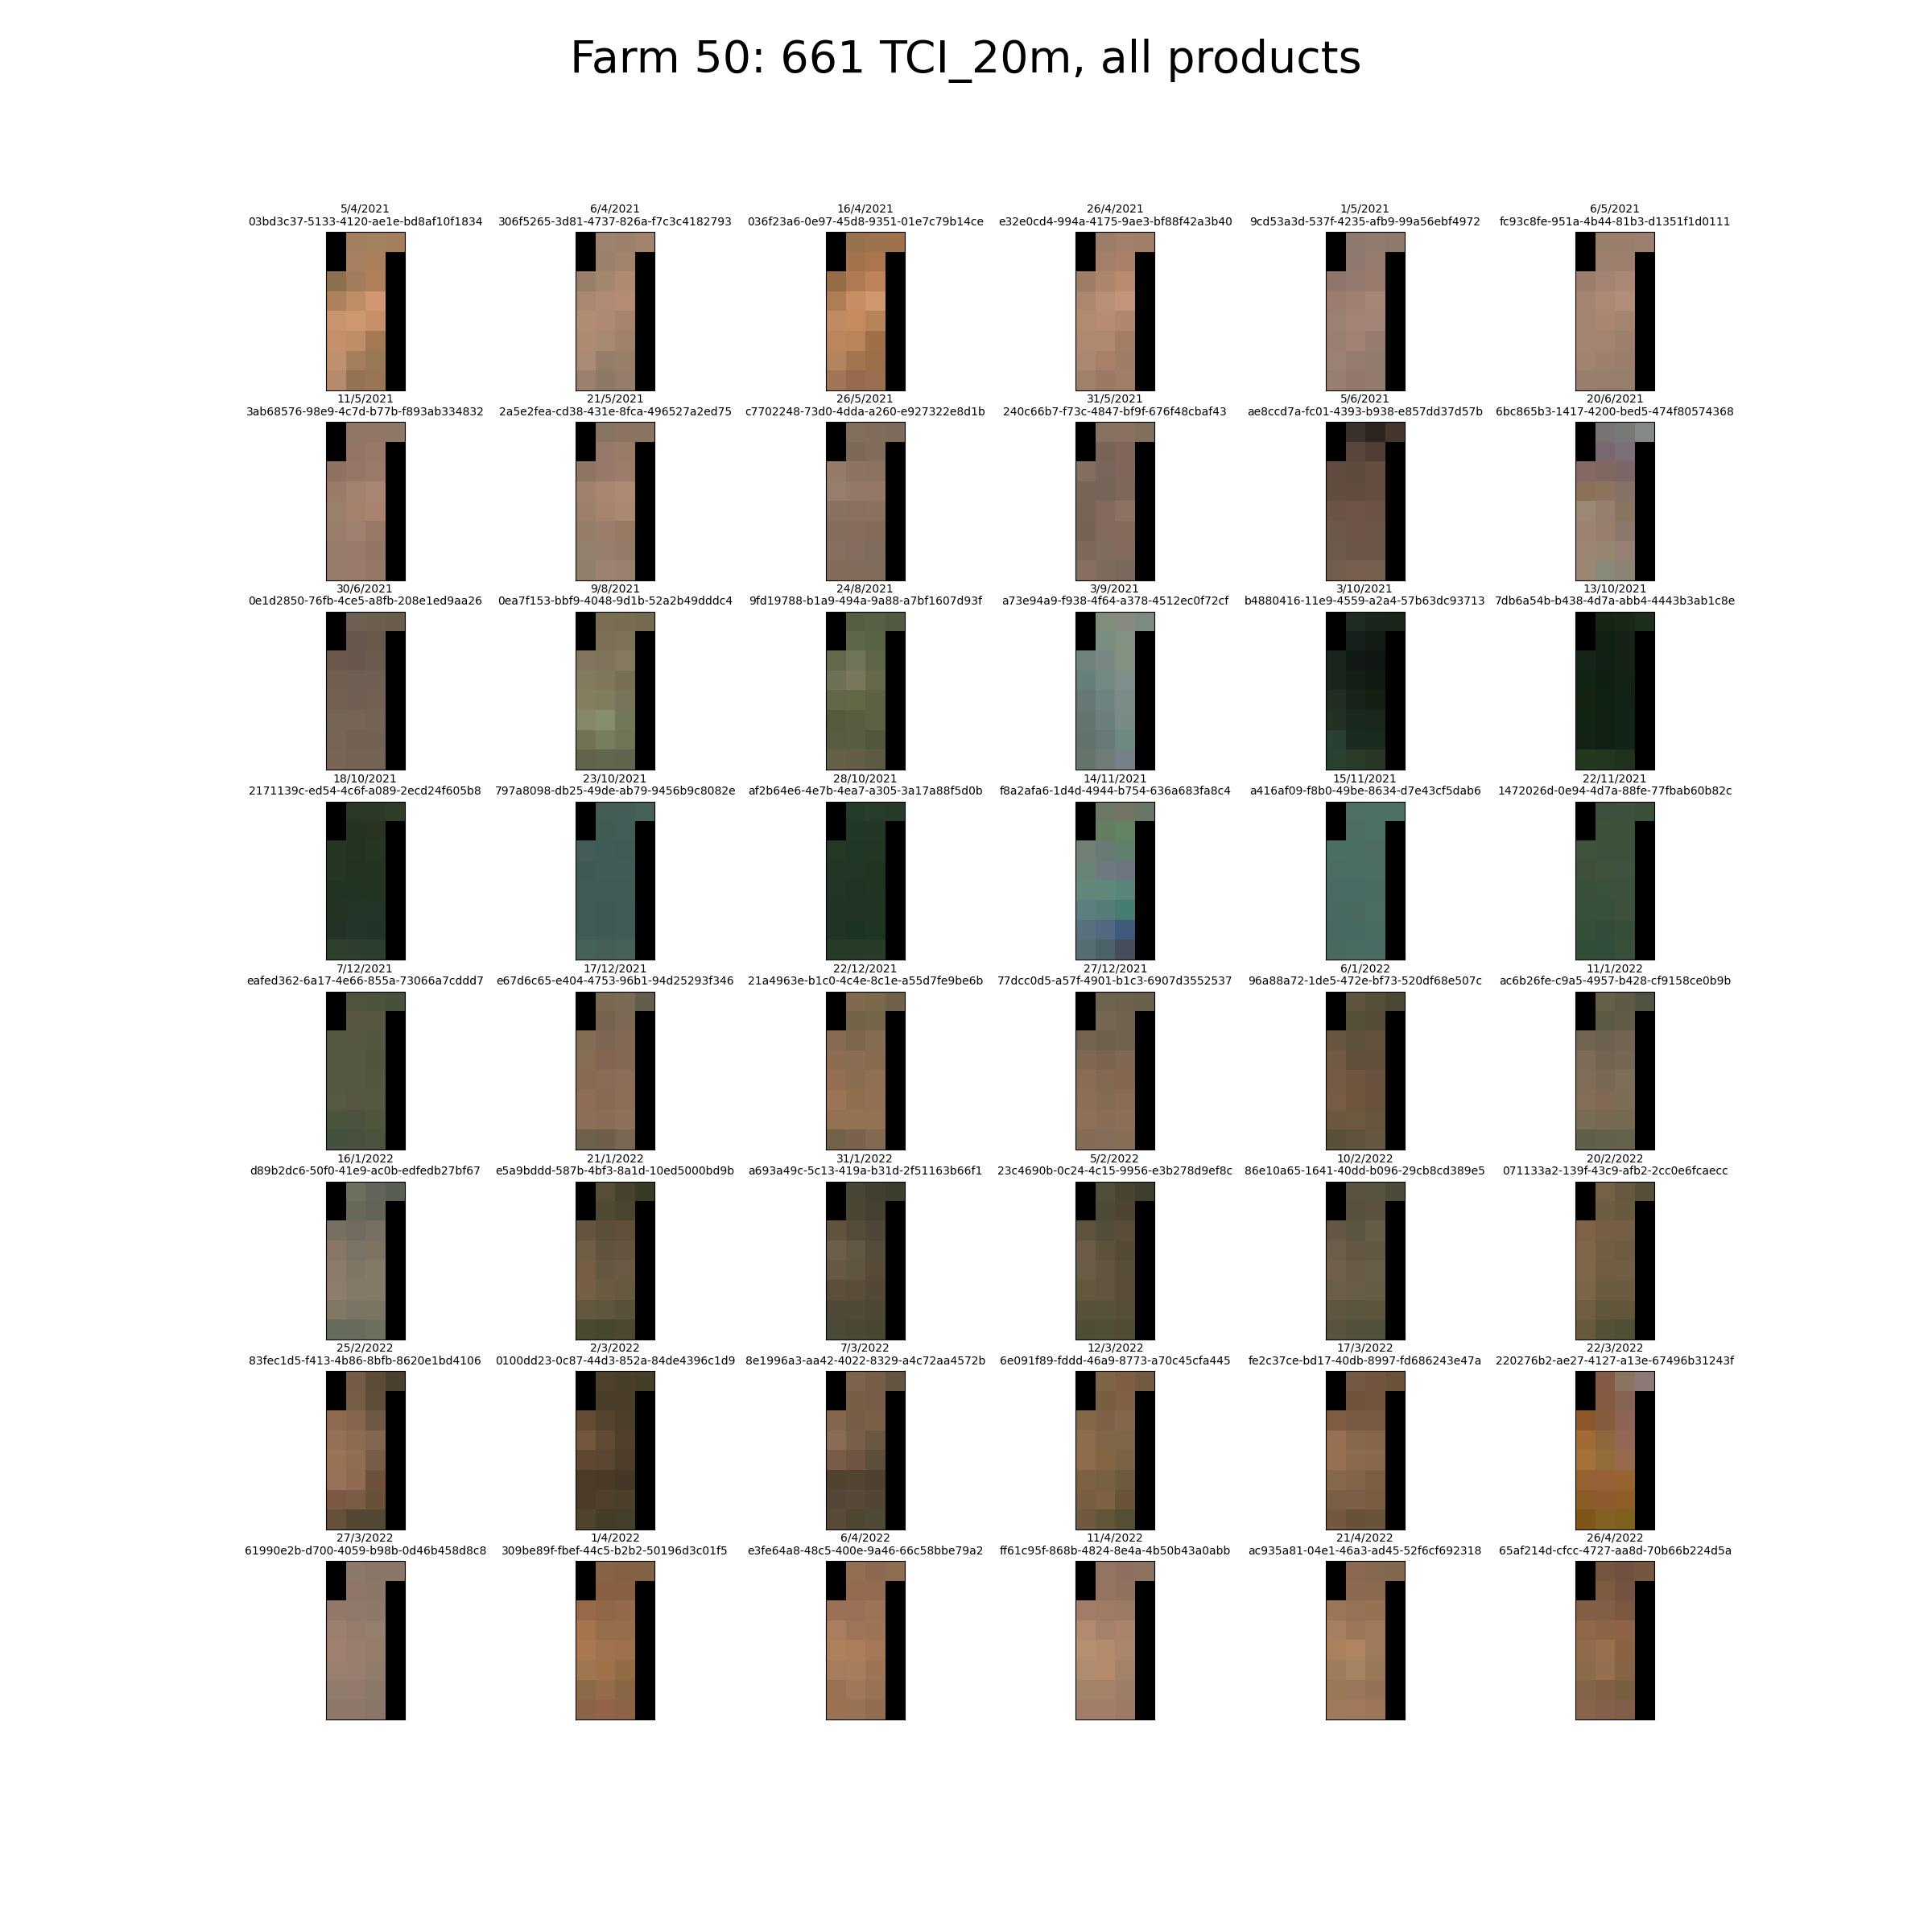 Farm 50: 661 TCI_20m, all products
5/4/2021 6/4/2021 16/4/2021 26/4/2021 1/5/2021 6/5/2021
03bd3c37-5133-4120-ae1e-bd8af10f1834 306f5265-3d81-4737-826a-f7c3c4182793 036f23a6-0e97-45d8-9351-01e7c79b14ce e32e0cd4-994a-4175-9ae3-bf88f42a3b40 9cd53a3d-537f-4235-afb9-99a56ebf4972 fc93c8fe-951a-4b44-81b3-d1351f1d0111
11/5/2021 21/5/2021 26/5/2021 31/5/2021 5/6/2021 20/6/2021
3ab68576-98e9-4c7d-b77b-f893ab334832 2a5e2fea-cd38-431e-8fca-496527a2ed75 c7702248-73d0-4dda-a260-e927322e8d1b 240c66b7-f73c-4847-bf9f-676f48cbaf43 ae8ccd7a-fc01-4393-b938-e857dd37d57b 6bc865b3-1417-4200-bed5-474f80574368
30/6/2021 9/8/2021 24/8/2021 3/9/2021 3/10/2021 13/10/2021
0e1d2850-76fb-4ce5-a8fb-208e1ed9aa26 0ea7f153-bbf9-4048-9d1b-52a2b49dddc4 9fd19788-b1a9-494a-9a88-a7bf1607d93f a73e94a9-f938-4f64-a378-4512ec0f72cf b4880416-11e9-4559-a2a4-57b63dc93713 7db6a54b-b438-4d7a-abb4-4443b3ab1c8e
18/10/2021 23/10/2021 28/10/2021 14/11/2021 15/11/2021 22/11/2021
2171139c-ed54-4c6f-a089-2ecd24f605b8 797a8098-db25-49de-ab79-9456b9c8082e af2b64e6-4e7b-4ea7-a305-3a17a88f5d0b f8a2afa6-1d4d-4944-b754-636a683fa8c4 a416af09-f8b0-49be-8634-d7e43cf5dab6 1472026d-0e94-4d7a-88fe-77fbab60b82c
7/12/2021 17/12/2021 22/12/2021 27/12/2021 6/1/2022 11/1/2022
eafed362-6a17-4e66-855a-73066a7cddd7 e67d6c65-e404-4753-96b1-94d25293f346 21a4963e-b1c0-4c4e-8c1e-a55d7fe9be6b 77dcc0d5-a57f-4901-b1c3-6907d3552537 96a88a72-1de5-472e-bf73-520df68e507c ac6b26fe-c9a5-4957-b428-cf9158ce0b9b
16/1/2022 21/1/2022 31/1/2022 5/2/2022 10/2/2022 20/2/2022
d89b2dc6-50f0-41e9-ac0b-edfedb27bf67 e5a9bddd-587b-4bf3-8a1d-10ed5000bd9b a693a49c-5c13-419a-b31d-2f51163b66f1 23c4690b-0c24-4c15-9956-e3b278d9ef8c 86e10a65-1641-40dd-b096-29cb8cd389e5 071133a2-139f-43c9-afb2-2cc0e6fcaecc
25/2/2022 2/3/2022 7/3/2022 12/3/2022 17/3/2022 22/3/2022
83fec1d5-f413-4b86-8bfb-8620e1bd4106 0100dd23-0c87-44d3-852a-84de4396c1d9 8e1996a3-aa42-4022-8329-a4c72aa4572b 6e091f89-fddd-46a9-8773-a70c45cfa445 fe2c37ce-bd17-40db-8997-fd686243e47a 220276b2-ae27-4127-a13e-67496b31243f
27/3/2022 1/4/2022 6/4/2022 11/4/2022 21/4/2022 26/4/2022
61990e2b-d700-4059-b98b-0d46b458d8c8 309be89f-fbef-44c5-b2b2-50196d3c01f5 e3fe64a8-48c5-400e-9a46-66c58bbe79a2 ff61c95f-868b-4824-8e4a-4b50b43a0abb ac935a81-04e1-46a3-ad45-52f6cf692318 65af214d-cfcc-4727-aa8d-70b66b224d5a